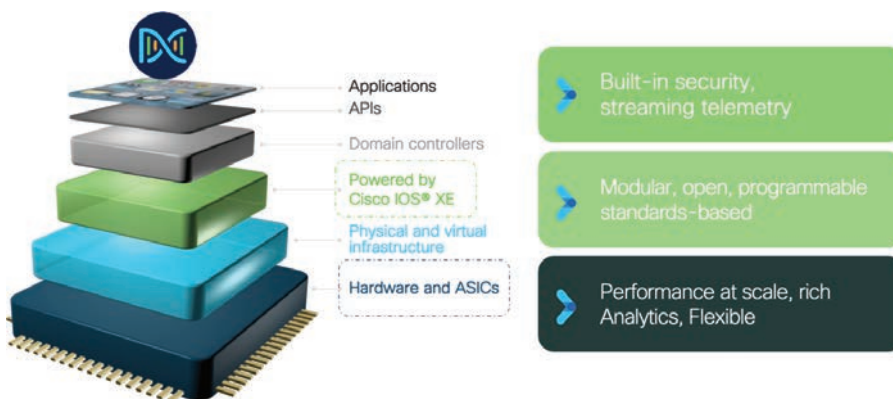 Applications
APIs
Domain controllers
Powered by
Cisco IOS® XE
Physical and virtual
infrastructure
Hardware and ASICs
Built-in security,
streaming telemetry
Modular, open, programmable
standards-based
Performance at scale, rich
Analytics, Flexible